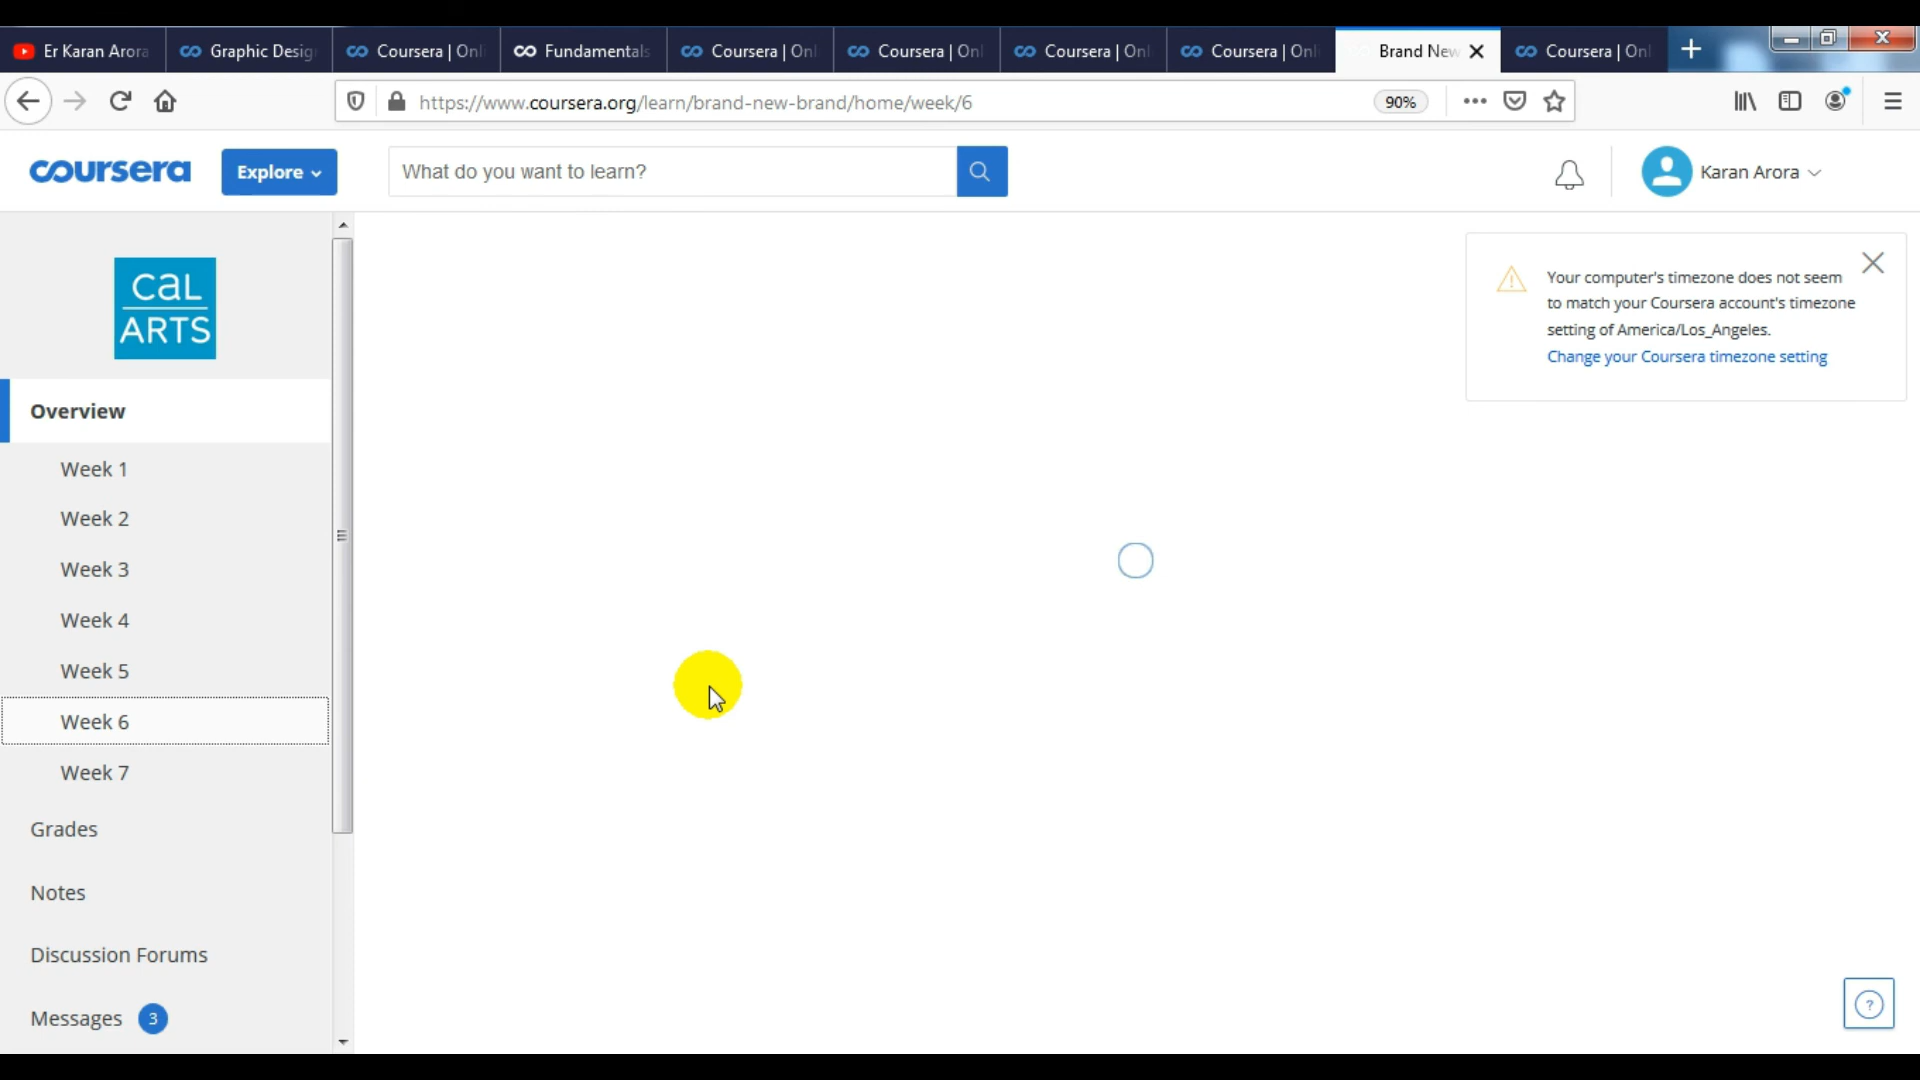 Er Karan Arora
Graphic Desig
Coursera | Onli
Fundamentals
Coursera | Onl
Coursera | Onl
Coursera | Onl
Coursera | Onli
Brand New
Coursera | Onl
https://www.coursera.org/learn/brand-new-brand/home/week/6
90%
coursera
Explore
What do you want to learn?
Karan Arora
CaL
ARTS
Your computer's timezone does not seem
to match your Coursera account's timezone
setting of America/Los_Angeles.
Change your Coursera timezone setting
Overview
Week 1
Week 2
Week 3
Week 4
Week 5
Week 6
Week 7
Grades
Notes
Discussion Forums
Messages 3
?